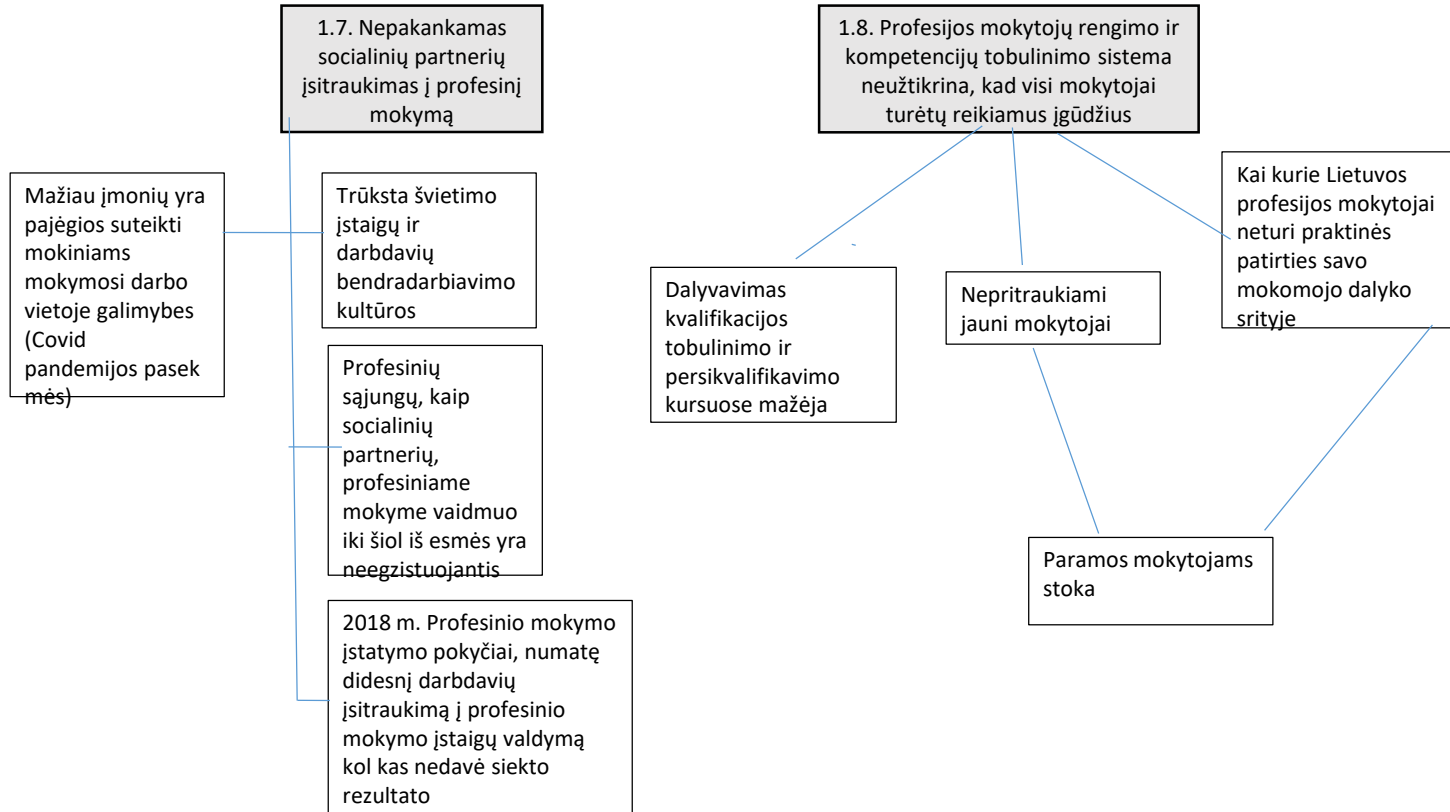 1.7. Nepakankamas
socialinių partnerių
įsitraukimas į profesinį
mokymą
1.8. Profesijos mokytojų rengimo ir
kompetencijų tobulinimo sistema
neužtikrina, kad visi mokytojai
turėtų reikiamus įgūdžius
Mažiau įmonių yra
pajėgios suteikti
mokiniams
mokymosi darbo
vietoje galimybes
(Covid
pandemijos pasek
mės)
Trūksta švietimo
įstaigų ir
darbdavių
bendradarbiavimo
kultūros
Profesinių
sąjungų, kaip
socialinių
partnerių,
profesiniame
mokyme vaidmuo
iki šiol iš esmės yra
neegzistuojantis
2018 m. Profesinio mokymo
įstatymo pokyčiai, numatę
didesnį darbdavių
įsitraukimą į profesinio
mokymo įstaigų valdymą
kol kas nedavė siekto
rezultato
Dalyvavimas
kvalifikacijos
tobulinimo ir
persikvalifikavimo
kursuose mažėja
Nepritraukiami
jauni mokytojai
Kai kurie Lietuvos
profesijos mokytojai
neturi praktinės
patirties savo
mokomojo dalyko
srityje
Paramos mokytojams
stoka